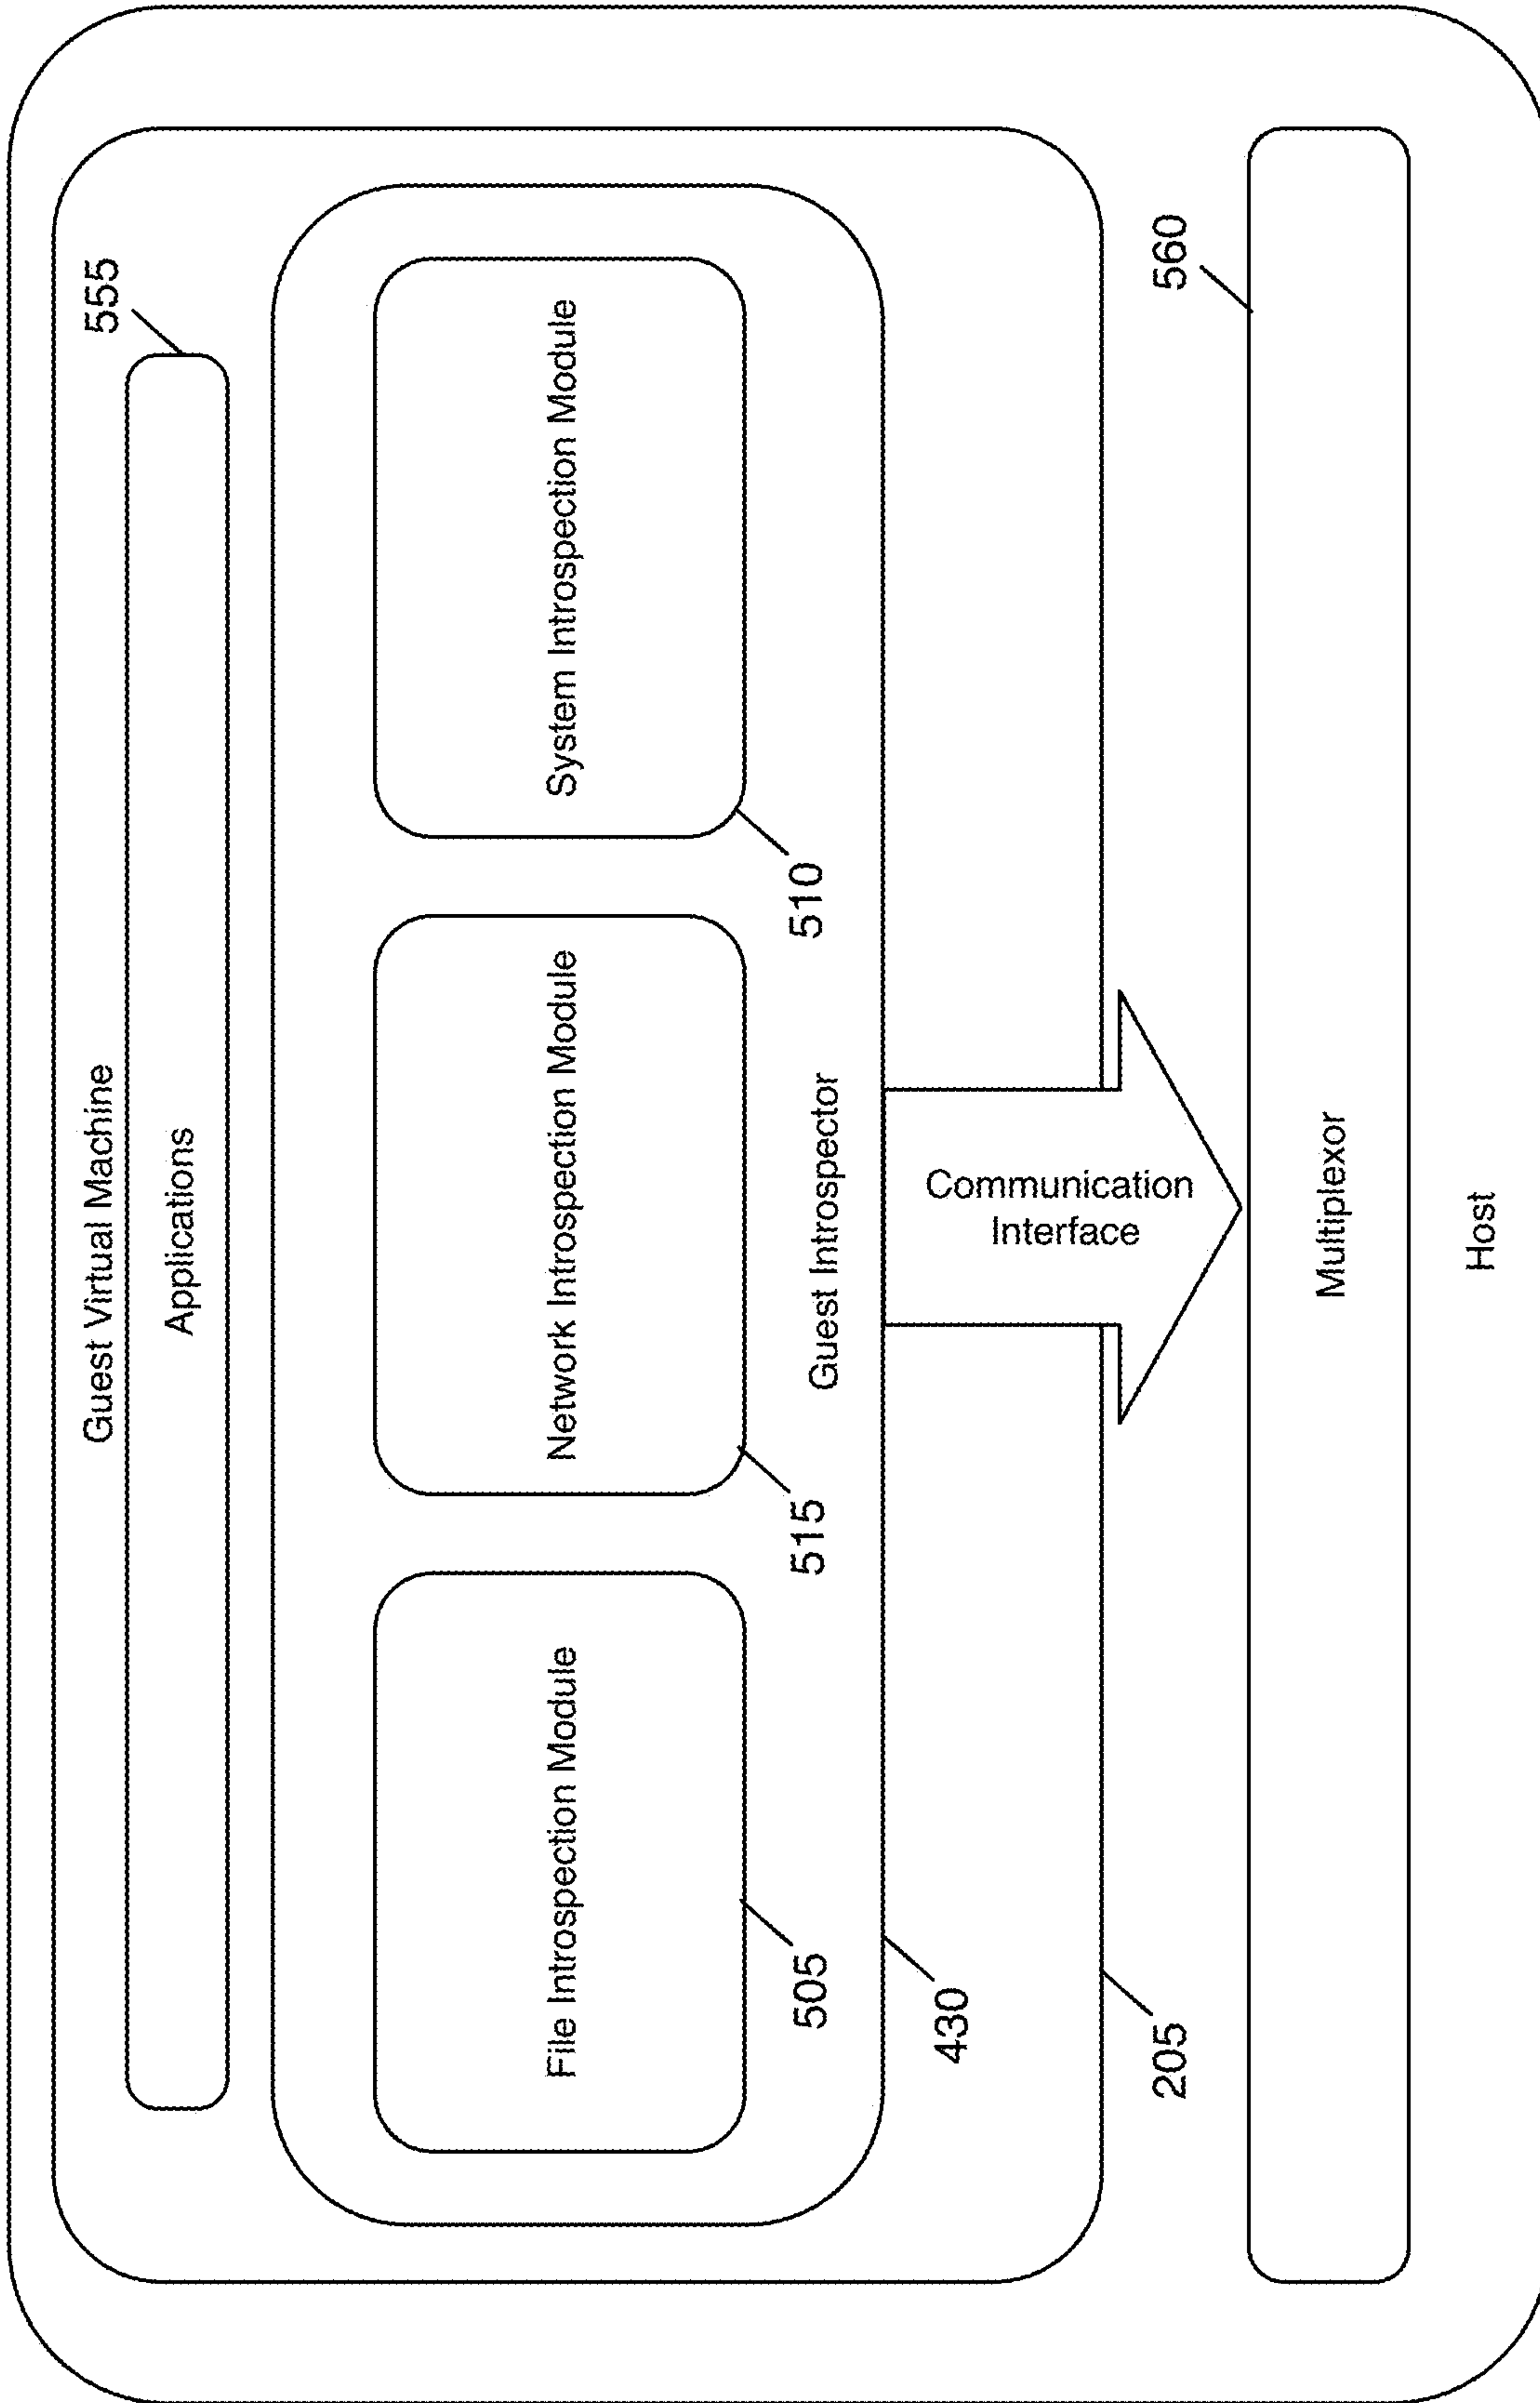 Guest Virtual Machine
555
Applications
File Introspection Module
Network Introspection Module
System Introspection Module
505
515
510
Guest Introspector
430
Communication
Interface
205
560
Multiplexor
Host